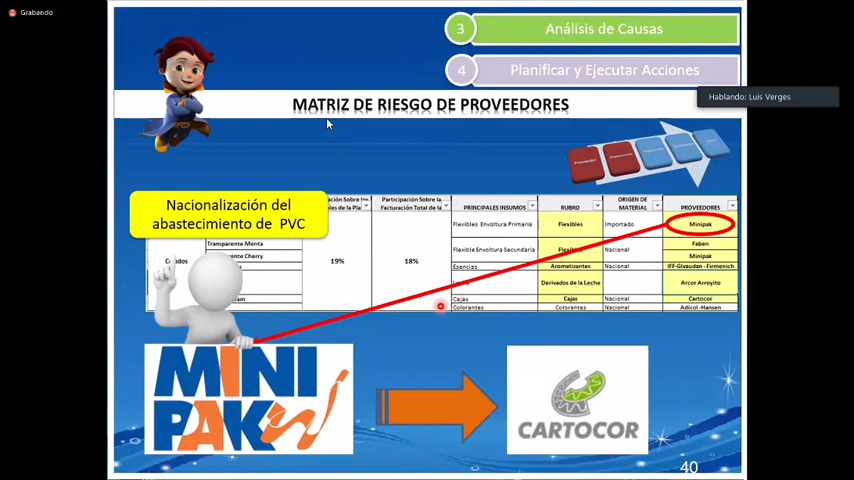 Grabando
3 Análisis de Causas
4 Planificar y Ejecutar Acciones
Hablando: Luis Verges
MATRIZ DE RIESGO DE PROVEEDORES
Nacionalización del
abastecimiento de PVC
Participación Sobre la
Facturación Total de la
PRINCIPALES INSUMOS
RUBRO
ORIGEN DE
MATERIAL
PROVEEDORES
Flexibles Envoltura Primaria Flexibles Importado Minipak
Transparente Menta
Faben
Flexible Envoltura Secundaria Nacional
Minipak
19% 18%
Esencias Aromatizantes Nacional IFF-Givaudan - Firmenich
Derivados de la Leche Nacional Arcor Arroyito
Cajas Cajas Nacional Cartocor
Colorantes Colorantes Nacional Adicol -Hansen
MINI
PAK
CARTOCOR
40